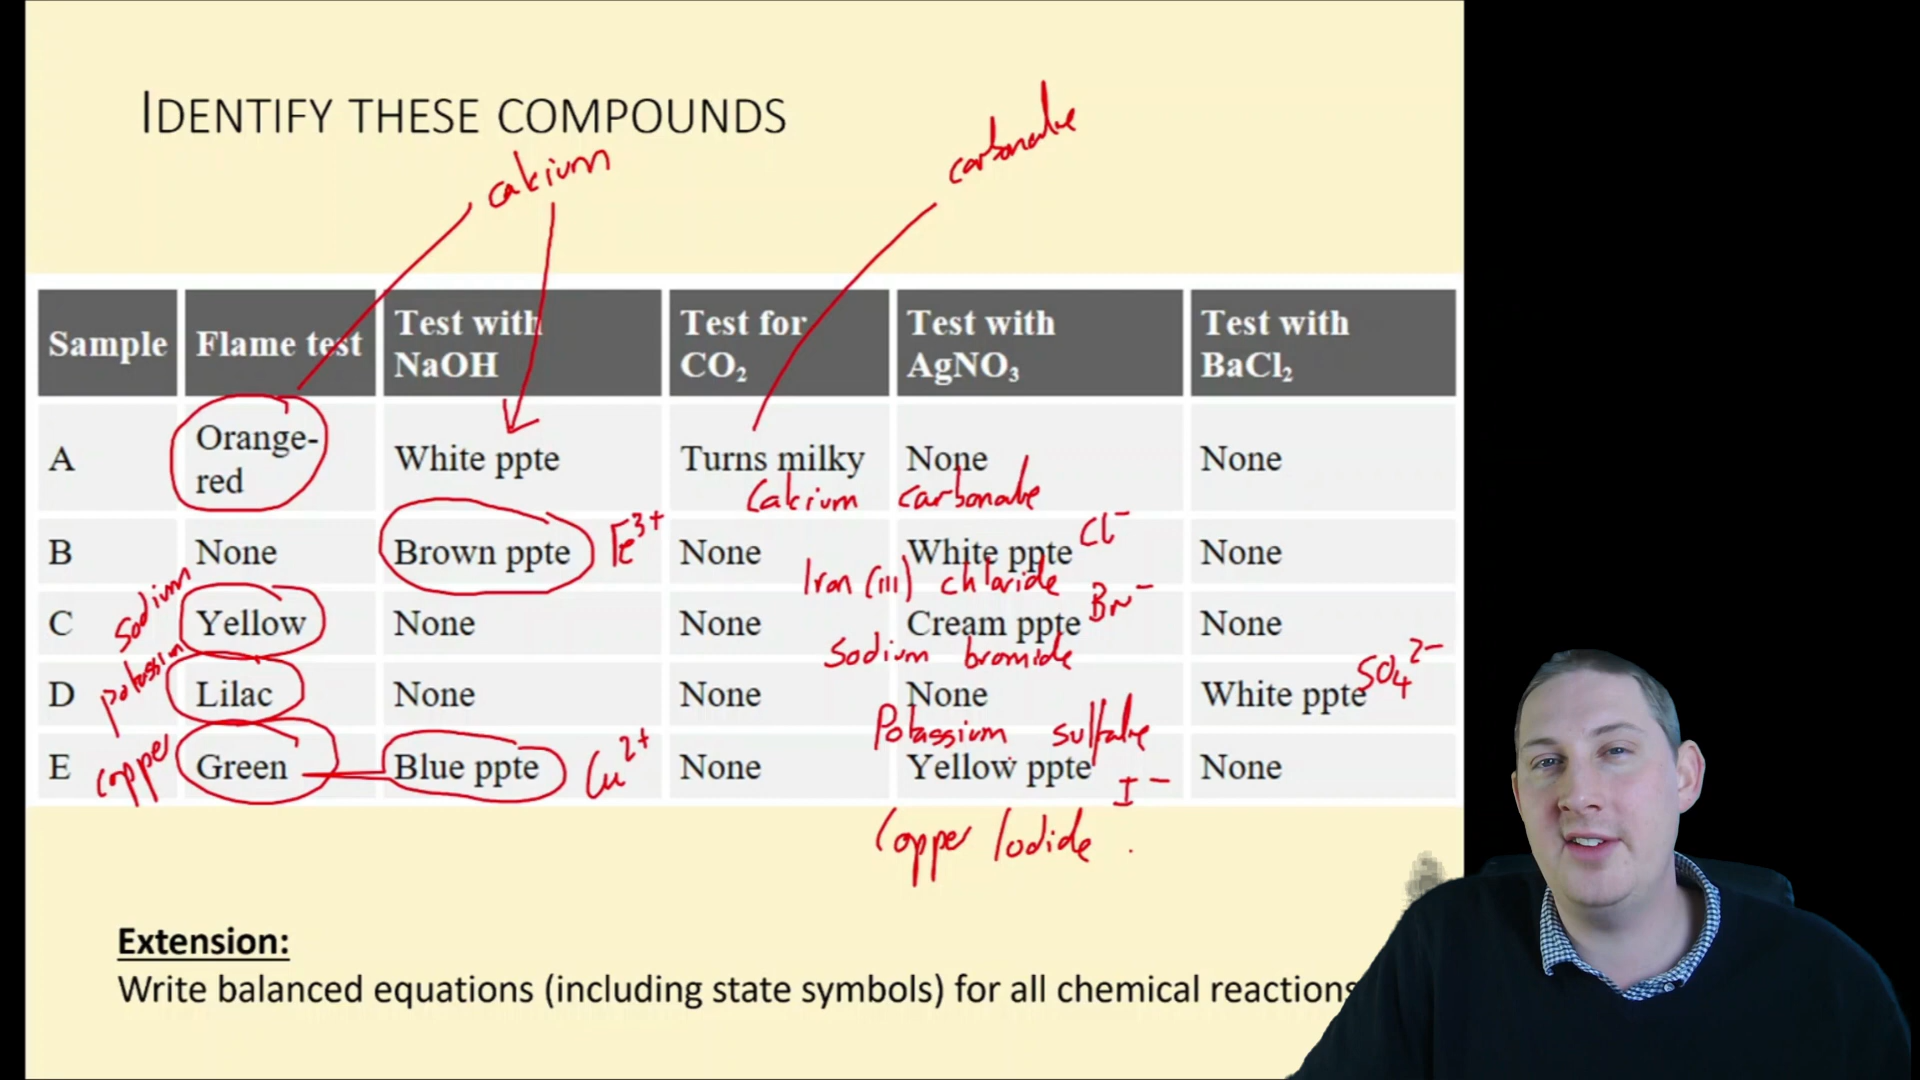 IDENTIFY THESE COMPOUNDS
calcium
carbonate
Sample Flame test Test with NaOH Test for CO₂ Test with AgNO₃ Test with BaCl₂
A Orange-red White ppte Turns milky None None
Calcium carbonate
B None Brown ppte Fe³⁺ None White ppte Cl⁻ None
Iron (III) chloride
sodium C Yellow None None Cream ppte Br⁻ None
Sodium bromide
D Lilac None None None White ppte SO₄²⁻
Potassium sulfate
copper E Green Blue ppte Cu²⁺ None Yellow ppte I⁻ None
Copper Iodide.
Extension:
Write balanced equations (including state symbols) for all chemical reactions